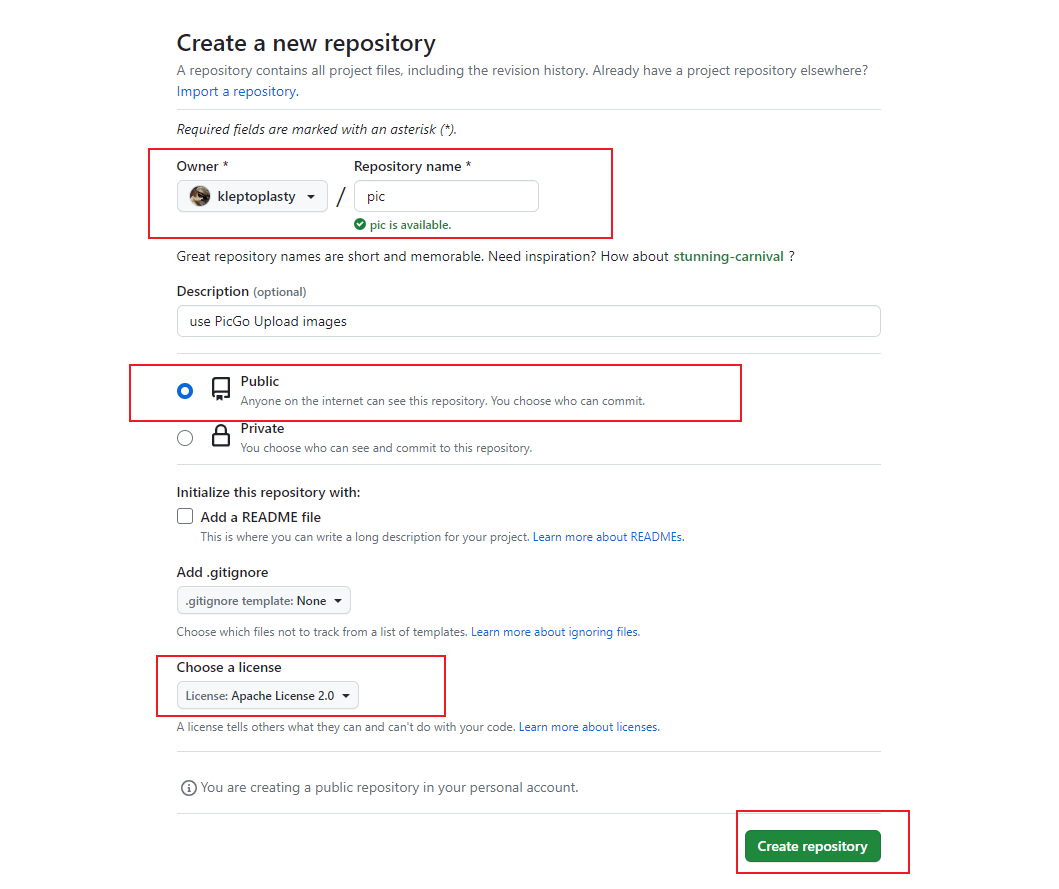 Create a new repository
A repository contains all project files, including the revision history. Already have a project repository elsewhere?
Import a repository.
Required fields are marked with an asterisk (*).
Owner *
Repository name *
kleptoplasty
/
pic
pic is available.
Great repository names are short and memorable. Need inspiration? How about stunning-carnival ?
Description (optional)
use PicGo Upload images
Public
Anyone on the internet can see this repository. You choose who can commit.
Private
You choose who can see and commit to this repository.
Initialize this repository with:
Add a README file
This is where you can write a long description for your project. Learn more about READMEs.
Add .gitignore
.gitignore template: None
Choose which files not to track from a list of templates. Learn more about ignoring files.
Choose a license
License: Apache License 2.0
A license tells others what they can and can't do with your code. Learn more about licenses.
You are creating a public repository in your personal account.
Create repository